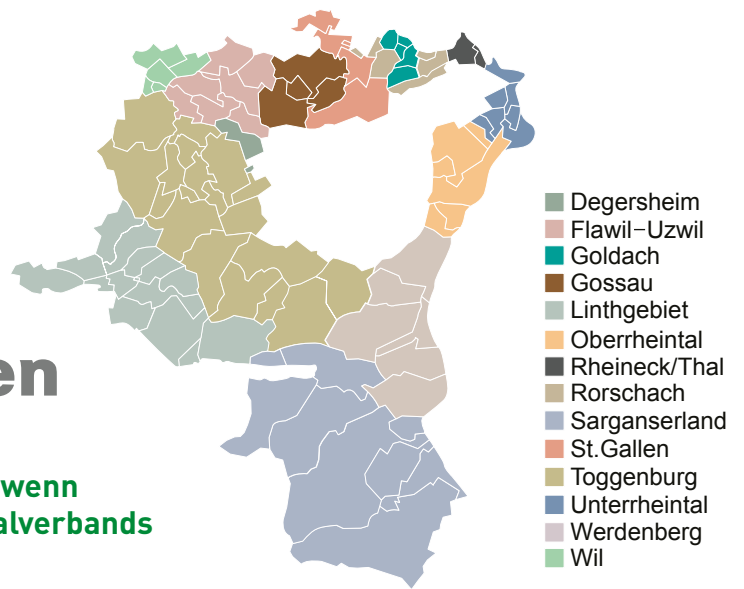 en
wenn
alverbands
Degersheim
Flawil-Uzwil
Goldach
Gossau
Linthgebiet
Oberrheintal
Rheineck/Thal
Rorschach
Sarganserland
St.Gallen
Toggenburg
Unterrheintal
Werdenberg
Wil